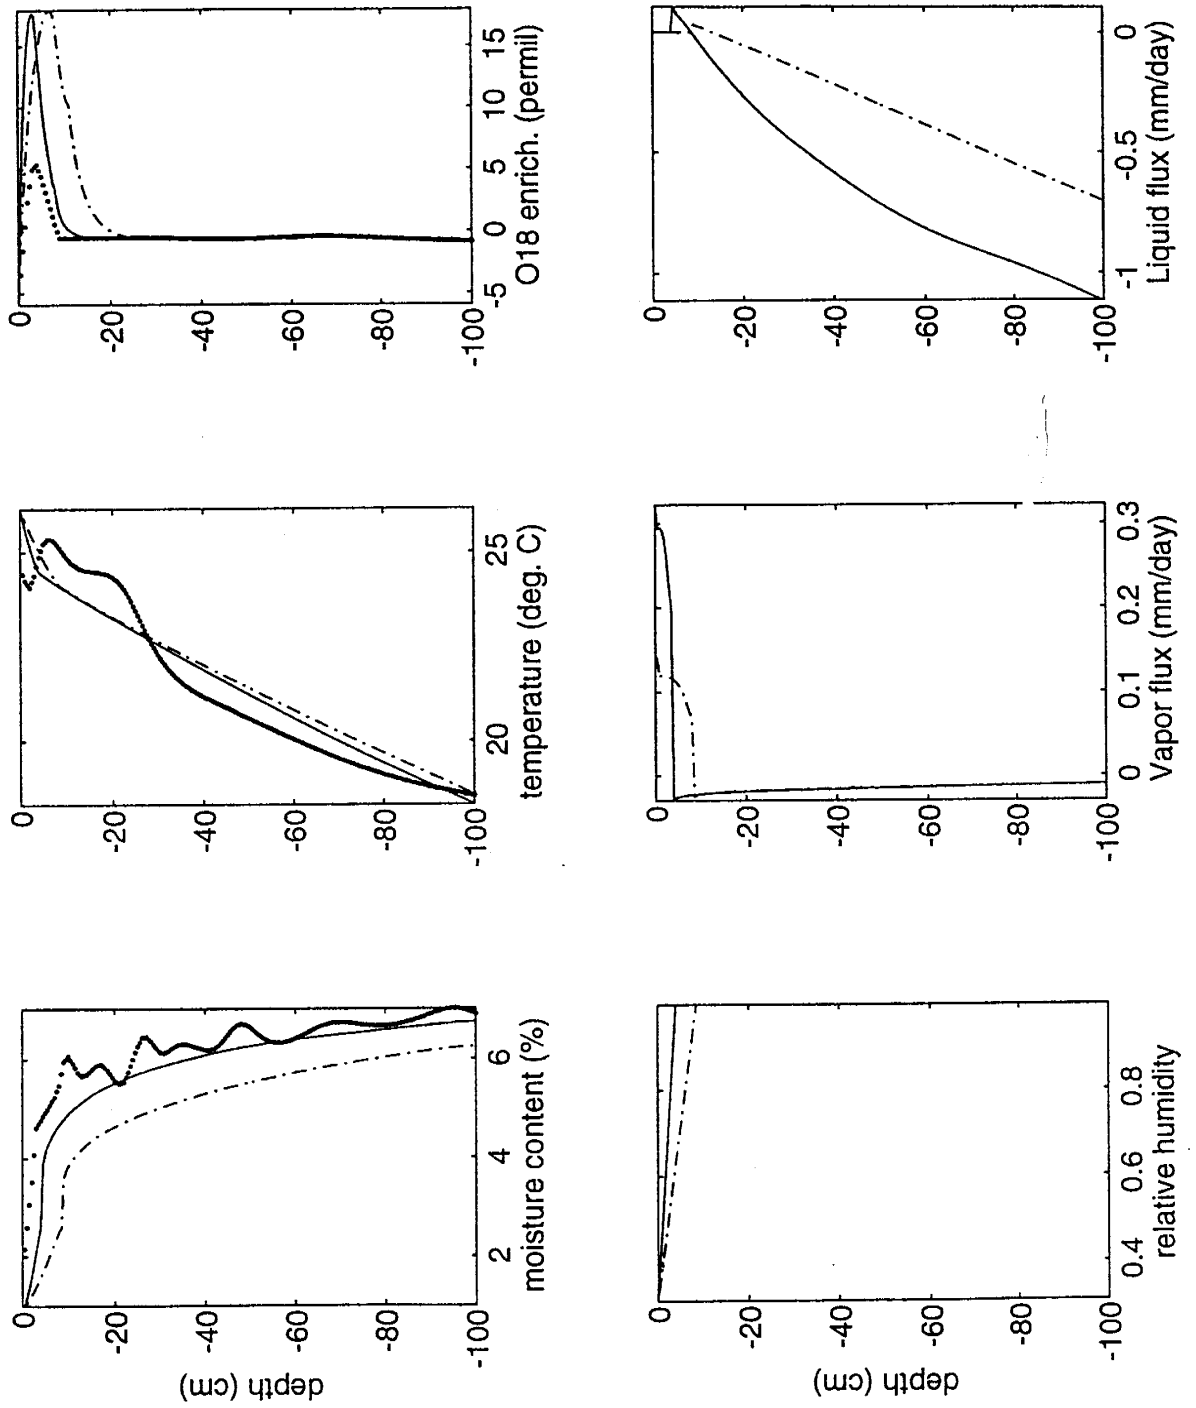 depth (cm)
0
-20
-40
-60
-80
-100
2 4 6
moisture content (%)
0
-20
-40
-60
-80
-100
20 25
temperature (deg. C)
0
-20
-40
-60
-80
-100
-5 0 5 10 15
O18 enrich. (permil)
depth (cm)
0
-20
-40
-60
-80
-100
0.4 0.6 0.8
relative humidity
0
-20
-40
-60
-80
-100
0 0.1 0.2 0.3
Vapor flux (mm/day)
0
-20
-40
-60
-80
-100
-1 -0.5 0
Liquid flux (mm/day)